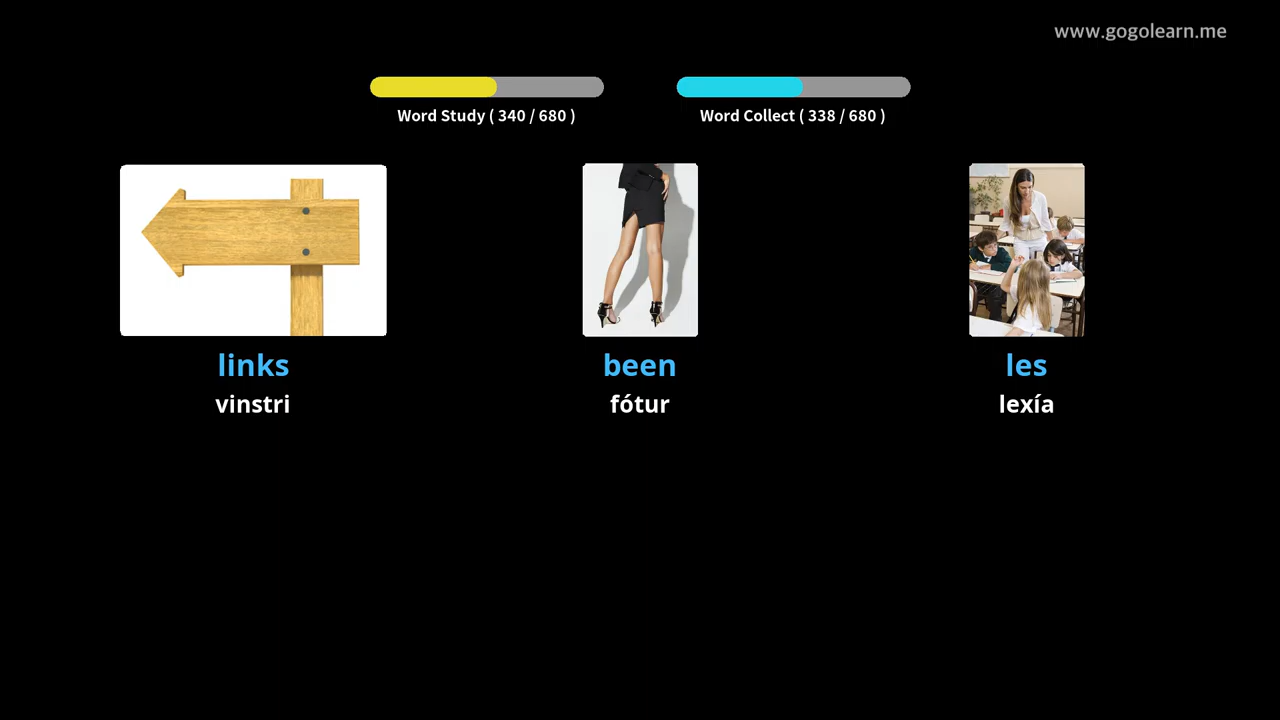 www.gogolearn.me
Word Study ( 340 / 680 )
Word Collect ( 338 / 680 )
links
been
les
vinstri
fótur
lexía